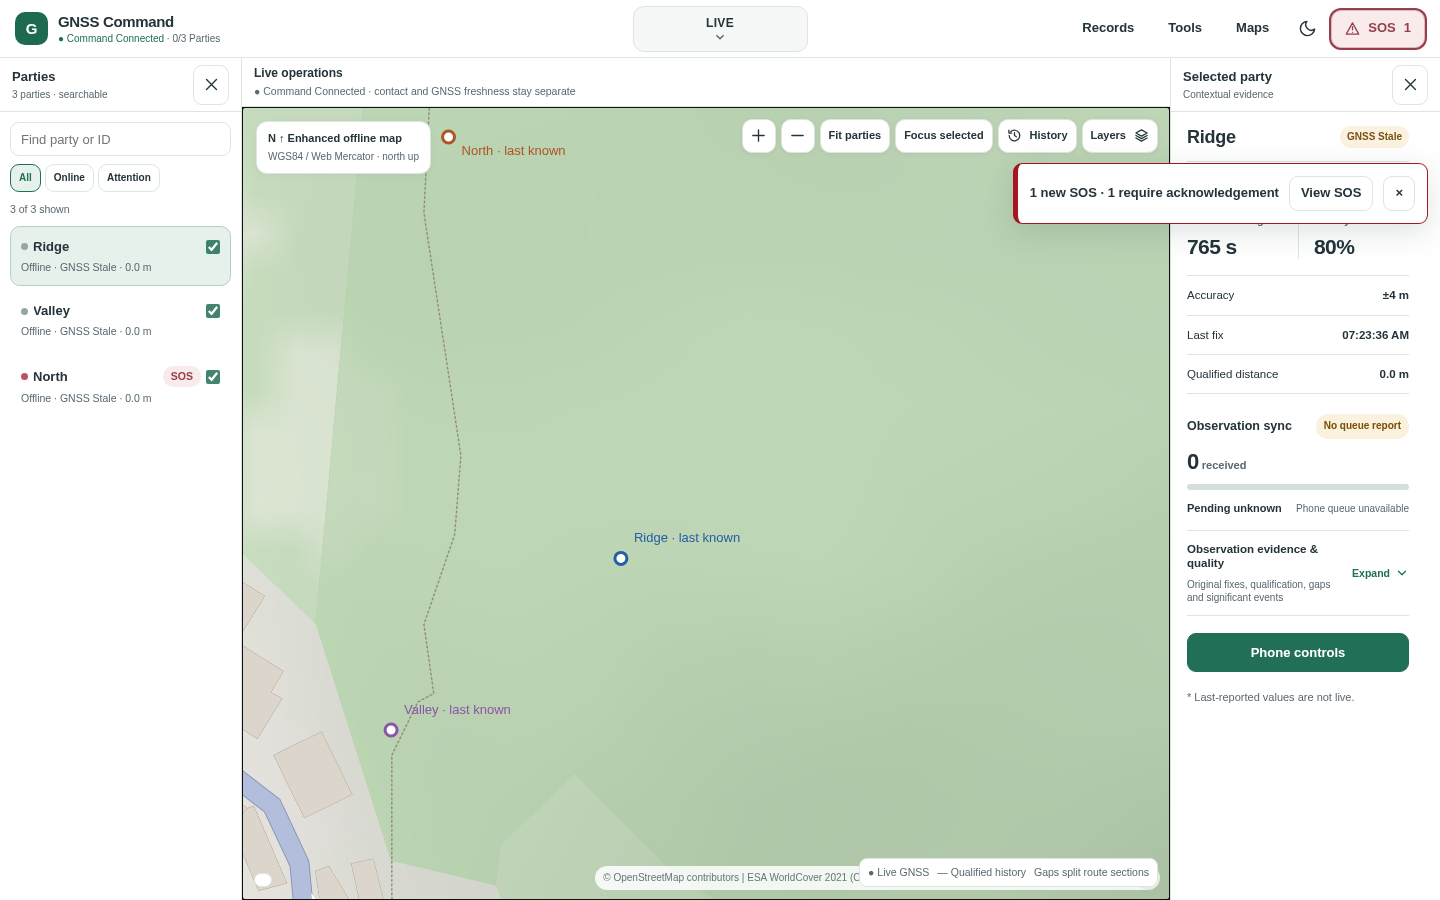 G
GNSS Command
● Command Connected · 0/3 Parties
LIVE
Records
Tools
Maps
SOS 1
Parties
3 parties · searchable
Find party or ID
All
Online
Attention
3 of 3 shown
Ridge
Offline · GNSS Stale · 0.0 m
Valley
Offline · GNSS Stale · 0.0 m
North
SOS
Offline · GNSS Stale · 0.0 m
Live operations
● Command Connected · contact and GNSS freshness stay separate
N ↑ Enhanced offline map
WGS84 / Web Mercator · north up
Fit parties
Focus selected
History
Layers
North · last known
Ridge · last known
Valley · last known
© OpenStreetMap contributors | ESA WorldCover 2021
● Live GNSS — Qualified history Gaps split route sections
Selected party
Contextual evidence
Ridge
GNSS Stale
1 new SOS · 1 require acknowledgement
View SOS
×
765 s
80%
Accuracy
±4 m
Last fix
07:23:36 AM
Qualified distance
0.0 m
Observation sync
No queue report
0 received
Pending unknown
Phone queue unavailable
Observation evidence &
quality
Original fixes, qualification, gaps
and significant events
Expand
Phone controls
* Last-reported values are not live.